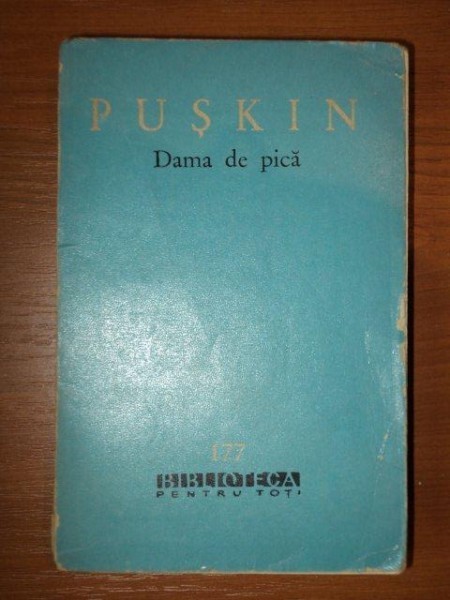 PUŞKIN
Dama de pică
177
BIBLIOTECA
PENTRU TOŢI